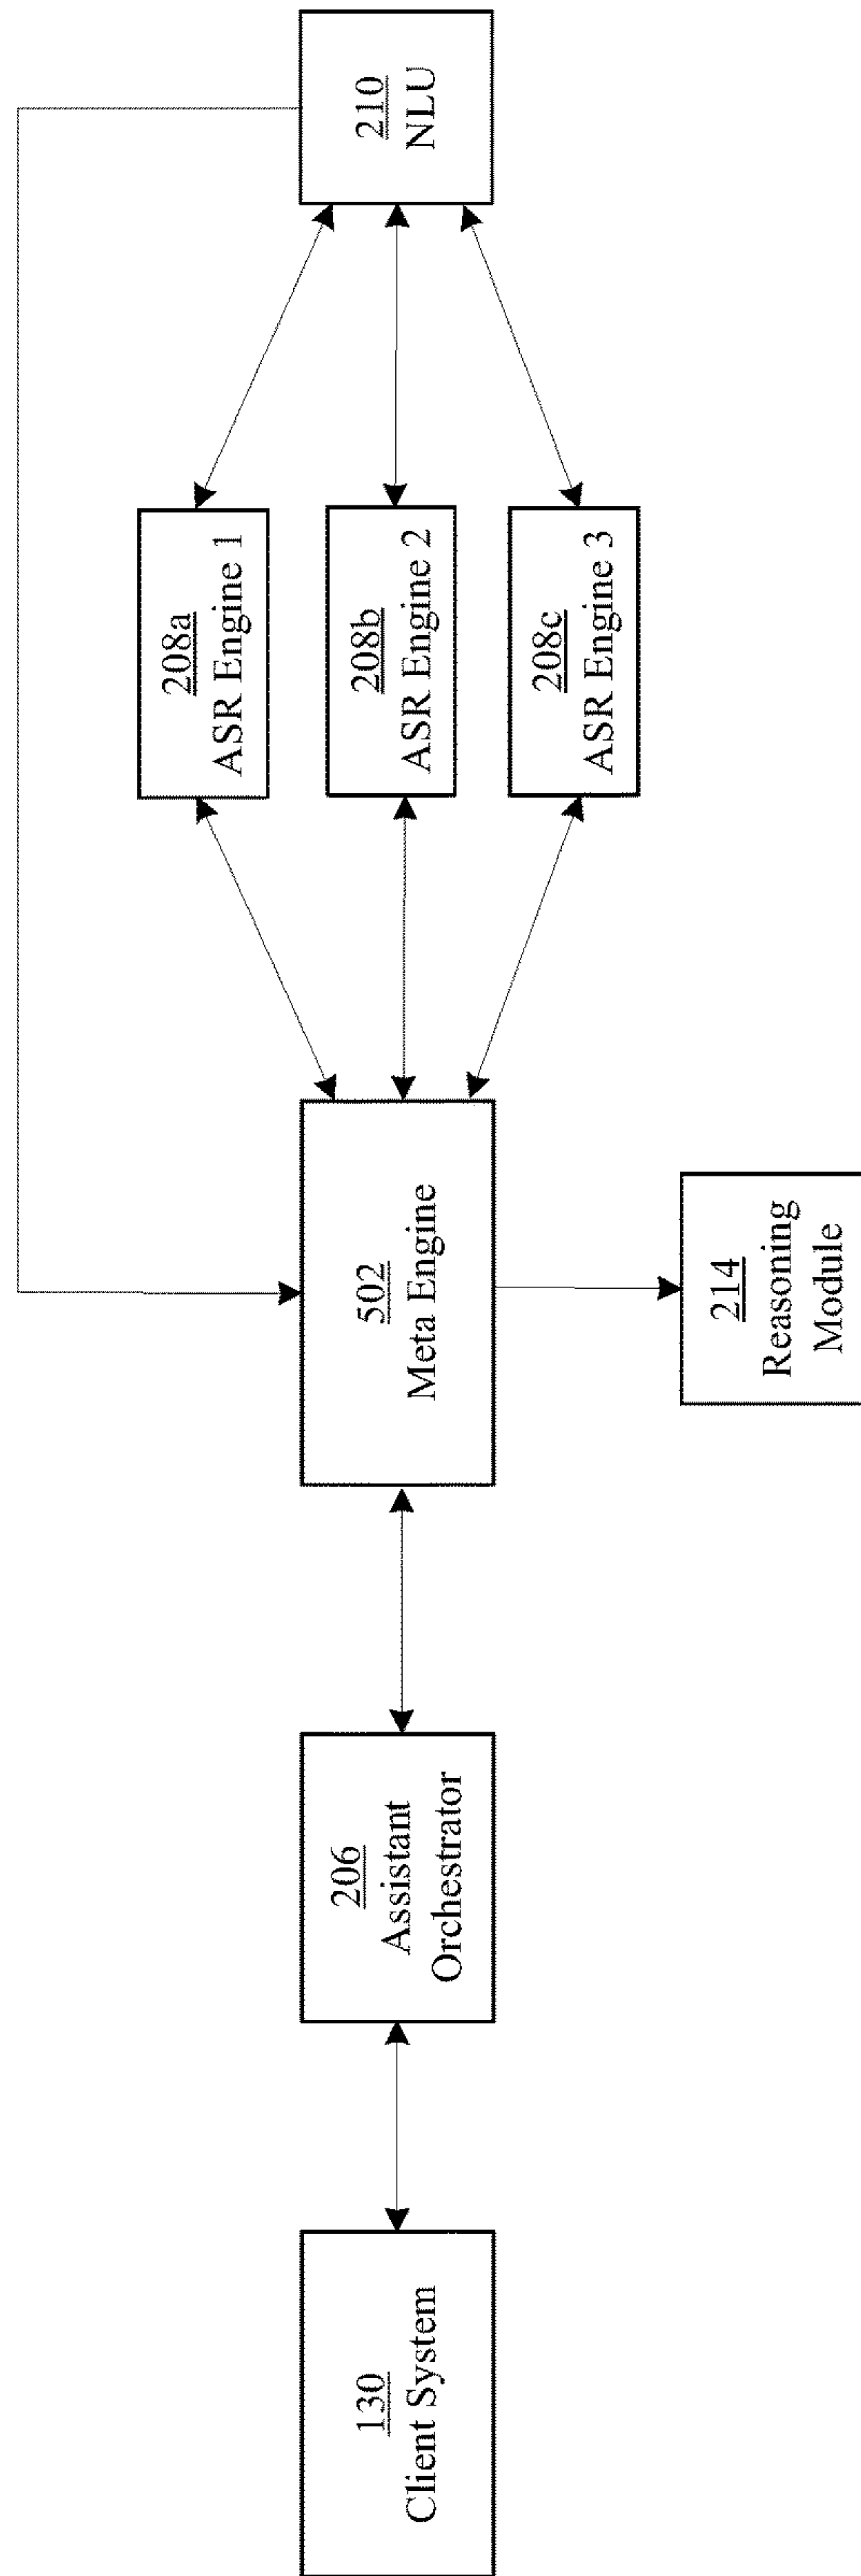 130
Client System
206
Assistant
Orchestrator
502
Meta Engine
214
Reasoning
Module
208a
ASR Engine 1
208b
ASR Engine 2
208c
ASR Engine 3
210
NLU